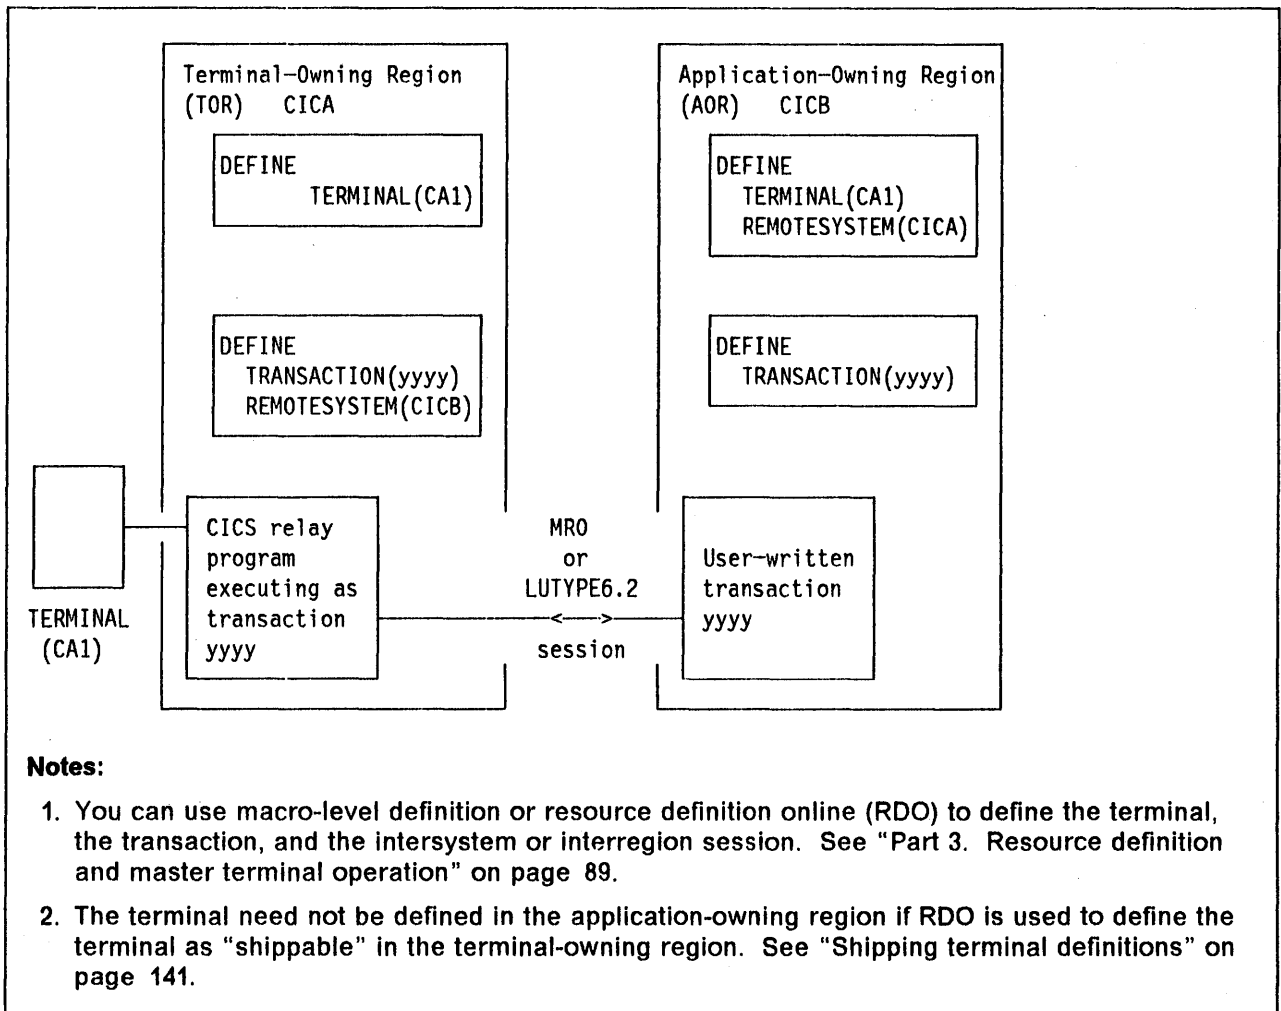 Terminal-Owning Region
(TOR) CICA
DEFINE
TERMINAL(CA1)
DEFINE
TRANSACTION(yyyy)
REMOTESYSTEM(CICB)
Application-Owning Region
(AOR) CICB
DEFINE
TERMINAL(CA1)
REMOTESYSTEM(CICA)
DEFINE
TRANSACTION(yyyy)
TERMINAL
(CA1)
CICS relay
program
executing as
transaction
yyyy
MRO
or
LUTYPE6.2
<--->
session
User-written
transaction
yyyy
Notes:
1. You can use macro-level definition or resource definition online (RDO) to define the terminal,
the transaction, and the intersystem or interregion session. See "Part 3. Resource definition
and master terminal operation" on page 89.
2. The terminal need not be defined in the application-owning region if RDO is used to define the
terminal as "shippable" in the terminal-owning region. See "Shipping terminal definitions" on
page 141.